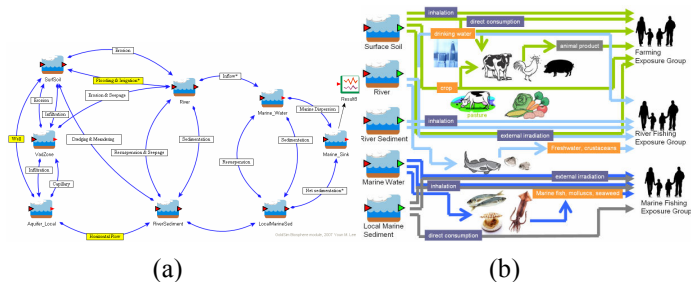 Erosion
SurfSoil
Flooding & Irrigation*
River
Inflow*
Result8
Erosion
Erosion & Seepage
Marine_Water
Infiltration
Marine Dispersion
Well
Dredging & Meandering
Sedimentation
Sedimentation
VadZone
Marine_Sink
Resuspension & Seepage
Resuspension
Infiltration
Capillary
Net sedimentation*
Aquifer_Local
RiverSediment
LocalMarineSed
Horizontal Flow
(a)
inhalation
direct consumption
drinking water
Surface Soil
animal product
Farming
Exposure Group
River
crop
pasture
inhalation
River
Sediment
external irradiation
River Fishing
Exposure Group
Freshwater, crustaceans
Marine Water
external irradiation
inhalation
Marine fish, molluscs, seaweed
Marine Fishing
Exposure Group
Local Marine
Sediment
direct consumption
(b)